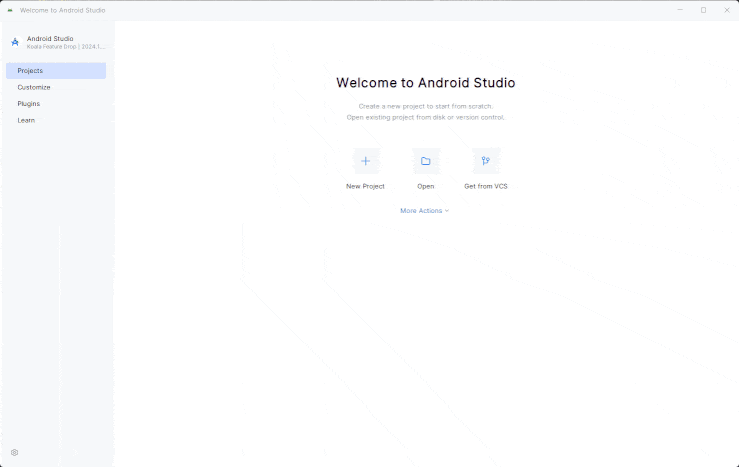 Welcome to Android Studio
Android Studio
Koala Feature Drop | 2024.1....
Projects
Customize
Plugins
Learn
Welcome to Android Studio
Create a new project to start from scratch.
Open existing project from disk or version control.
New Project
Open
Get from VCS
More Actions